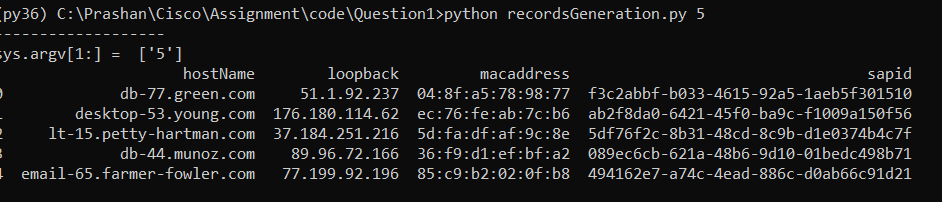 (py36) C:\Prashan\Cisco\Assignment\code\Question1>python recordsGeneration.py 5
-------------------
sys.argv[1:] =  ['5']
hostName loopback macaddress sapid
0 db-77.green.com 51.1.92.237 04:8f:a5:78:98:77 f3c2abbf-b033-4615-92a5-1aeb5f301510
1 desktop-53.young.com 176.180.114.62 ec:76:fe:ab:7c:b6 ab2f8da0-6421-45f0-ba9c-f1009a150f56
2 lt-15.petty-hartman.com 37.184.251.216 5d:fa:df:af:9c:8e 5df76f2c-8b31-48cd-8c9b-d1e0374b4c7f
3 db-44.munoz.com 89.96.72.166 36:f9:d1:ef:bf:a2 089ec6cb-621a-48b6-9d10-01bedc498b71
4 email-65.farmer-fowler.com 77.199.92.196 85:c9:b2:02:0f:b8 494162e7-a74c-4ead-886c-d0ab66c91d21